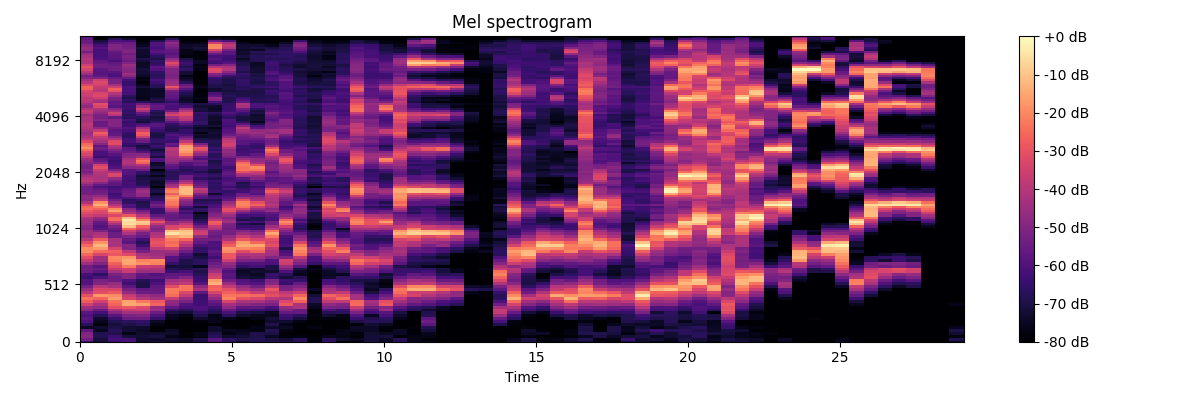 Mel spectrogram
Hz
8192
4096
2048
1024
512
0
0 5 10 15 20 25
Time
+0 dB
-10 dB
-20 dB
-30 dB
-40 dB
-50 dB
-60 dB
-70 dB
-80 dB